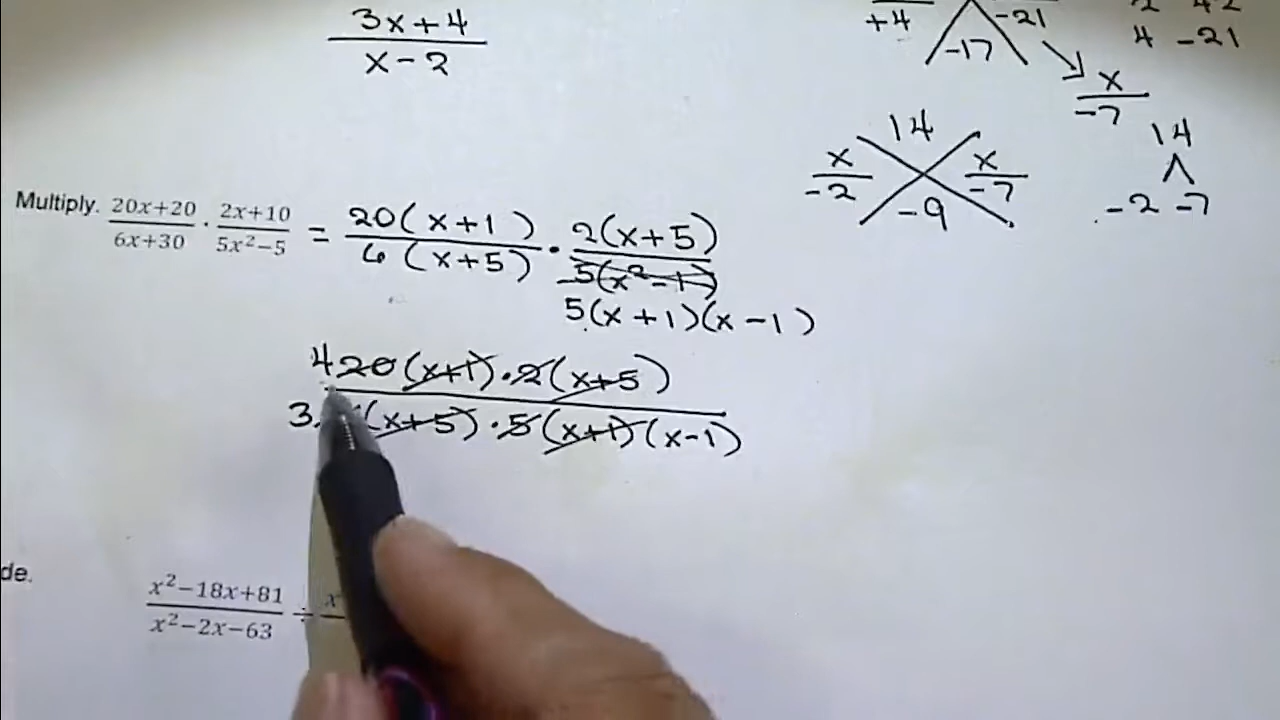 3x+4
x-2
+4 -21
-17
4 -21
x
-7
14
x x
-2 -7
-9
14
-2 -7
Multiply. 20x+20/6x+30 · 2x+10/5x²-5 = 20(x+1)/6(x+5) · 2(x+5)/5(x²-1)
5(x+1)(x-1)
4 20(x+1)·2(x+5)
3 (x+5)·5(x+1)(x-1)
de.
x²-18x+81 ÷ x
x²-2x-63